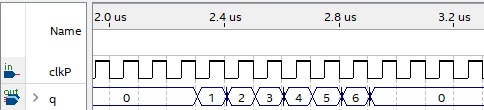 2.0 us 2.4 us 2.8 us 3.2 us
Name
in clkP
out > q 0 1 2 3 4 5 6 0